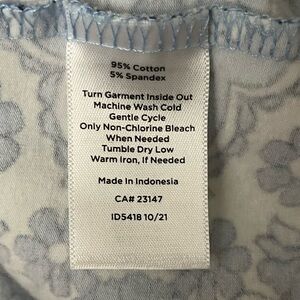 95% Cotton
5% Spandex
Turn Garment Inside Out
Machine Wash Cold
Gentle Cycle
Only Non-Chlorine Bleach
When Needed
Tumble Dry Low
Warm iron, If Needed
Made In Indonesia
CA# 23147
ID5418 10/21